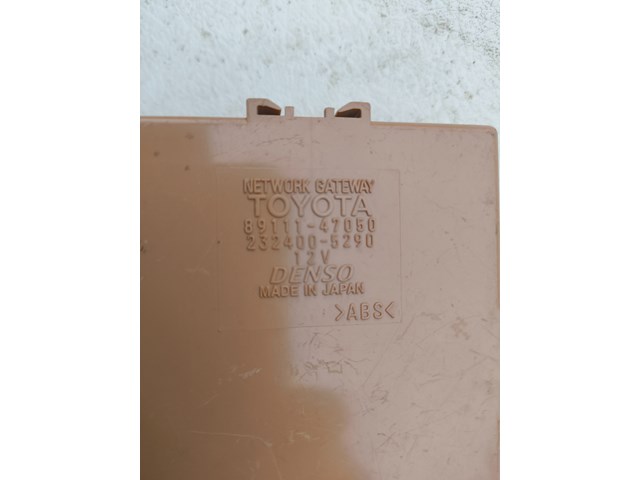 NETWORK GATEWAY
TOYOTA
89111-47050
232400-5290
12V
DENSO
MADE IN JAPAN
>ABS<